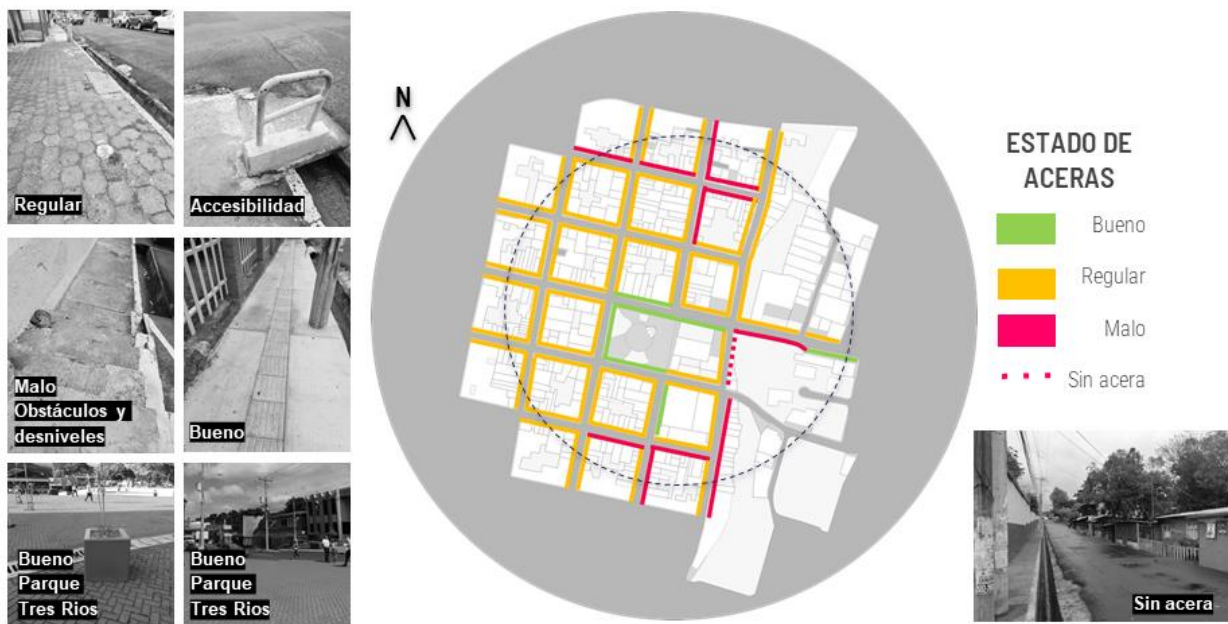 Regular
Accesibilidad
Malo
Obstáculos y
desniveles
Bueno
Bueno
Parque
Tres Rios
Bueno
Parque
Tres Rios
N
ESTADO DE
ACERAS
Bueno
Regular
Malo
Sin acera
Sin acera